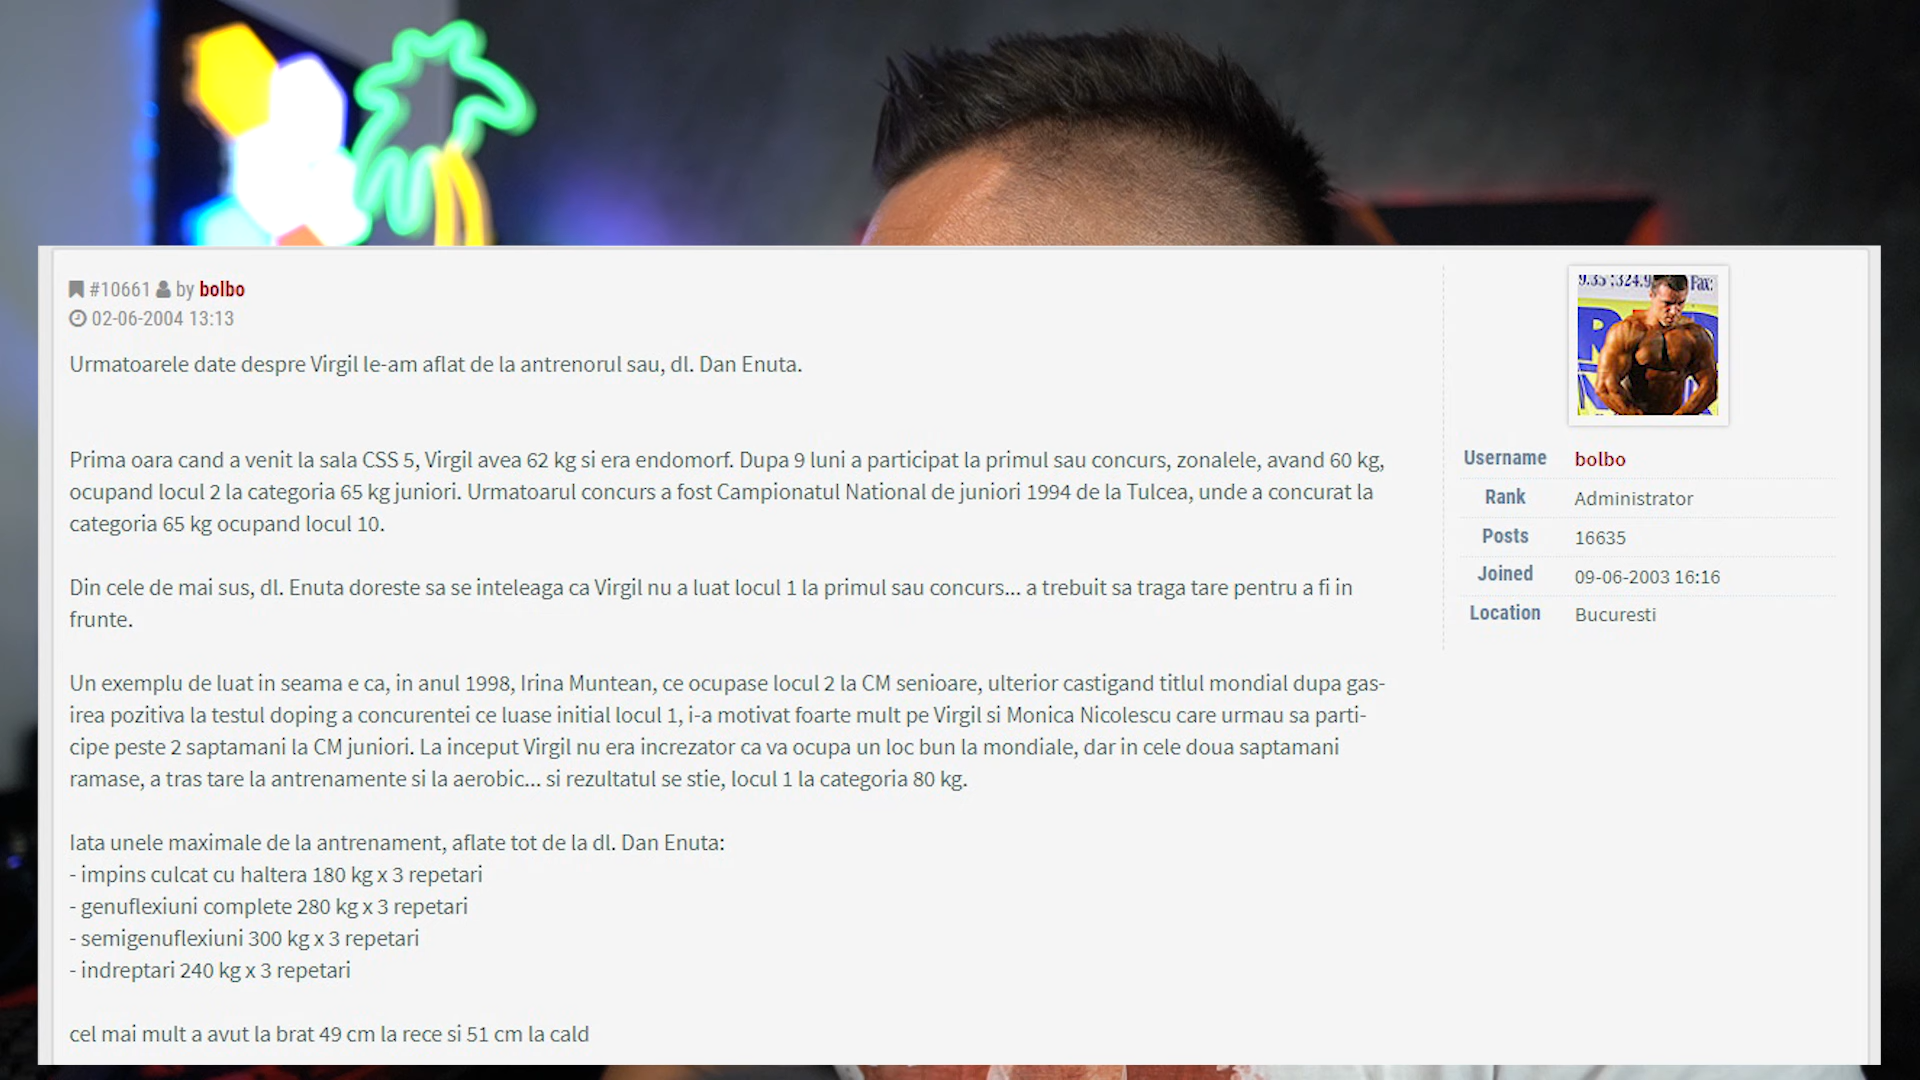 #10661 by bolbo
02-06-2004 13:13
Urmatoarele date despre Virgil le-am aflat de la antrenorul sau, dl. Dan Enuta.
Prima oara cand a venit la sala CSS 5, Virgil avea 62 kg si era endomorf. Dupa 9 luni a participat la primul sau concurs, zonalele, avand 60 kg,
ocupand locul 2 la categoria 65 kg juniori. Urmatoarul concurs a fost Campionatul National de juniori 1994 de la Tulcea, unde a concurat la
categoria 65 kg ocupand locul 10.
Din cele de mai sus, dl. Enuta doreste sa se inteleaga ca Virgil nu a luat locul 1 la primul sau concurs... a trebuit sa traga tare pentru a fi in
frunte.
Un exemplu de luat in seama e ca, in anul 1998, Irina Muntean, ce ocupase locul 2 la CM senioare, ulterior castigand titlul mondial dupa gas-
irea pozitiva la testul doping a concurentei ce luase initial locul 1, i-a motivat foarte mult pe Virgil si Monica Nicolescu care urmau sa parti-
cipe peste 2 saptamani la CM juniori. La inceput Virgil nu era increzator ca va ocupa un loc bun la mondiale, dar in cele doua saptamani
ramase, a tras tare la antrenamente si la aerobic... si rezultatul se stie, locul 1 la categoria 80 kg.
Iata unele maximale de la antrenament, aflate tot de la dl. Dan Enuta:
- impins culcat cu haltera 180 kg x 3 repetari
- genuflexiuni complete 280 kg x 3 repetari
- semigenuflexiuni 300 kg x 3 repetari
- indreptari 240 kg x 3 repetari
cel mai mult a avut la brat 49 cm la rece si 51 cm la cald
Fax:
Username bolbo
Rank Administrator
Posts 16635
Joined 09-06-2003 16:16
Location Bucuresti